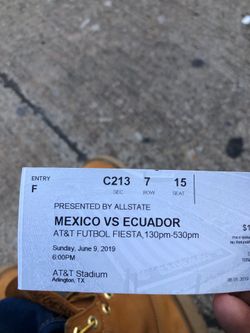 ENTRY C213 7 15
F SEC. ROW SEAT
PRESENTED BY ALLSTATE
MEXICO VS ECUADOR
AT&T FUTBOL FIESTA,130pm-530pm
Sunday, June 9, 2019
6:00PM
AT&T Stadium
Arlington, TX
$1